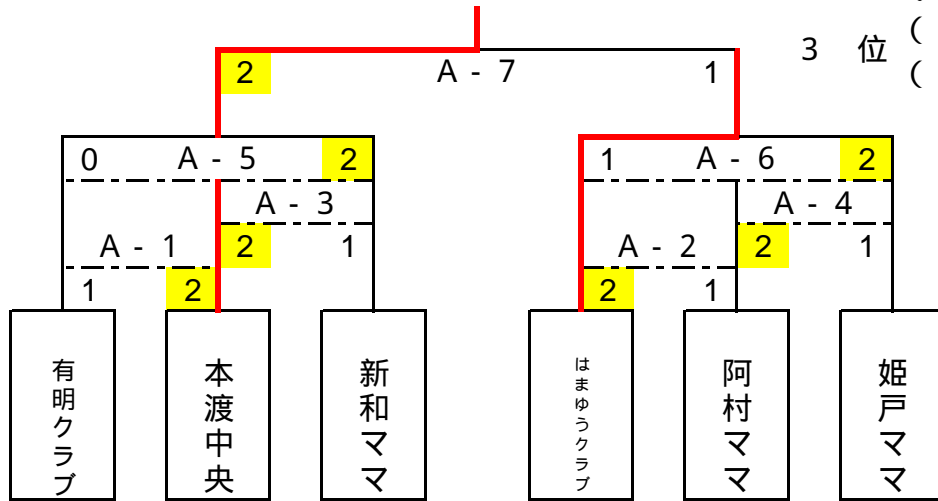 3 位 (
(
2 A - 7 1
0 A - 5 2
1 A - 6 2
A - 3
A - 4
A - 1 2 1
A - 2 2 1
1 2
2 1
有明クラブ
本渡中央
新和ママ
はまゆうクラブ
阿村ママ
姫戸ママ